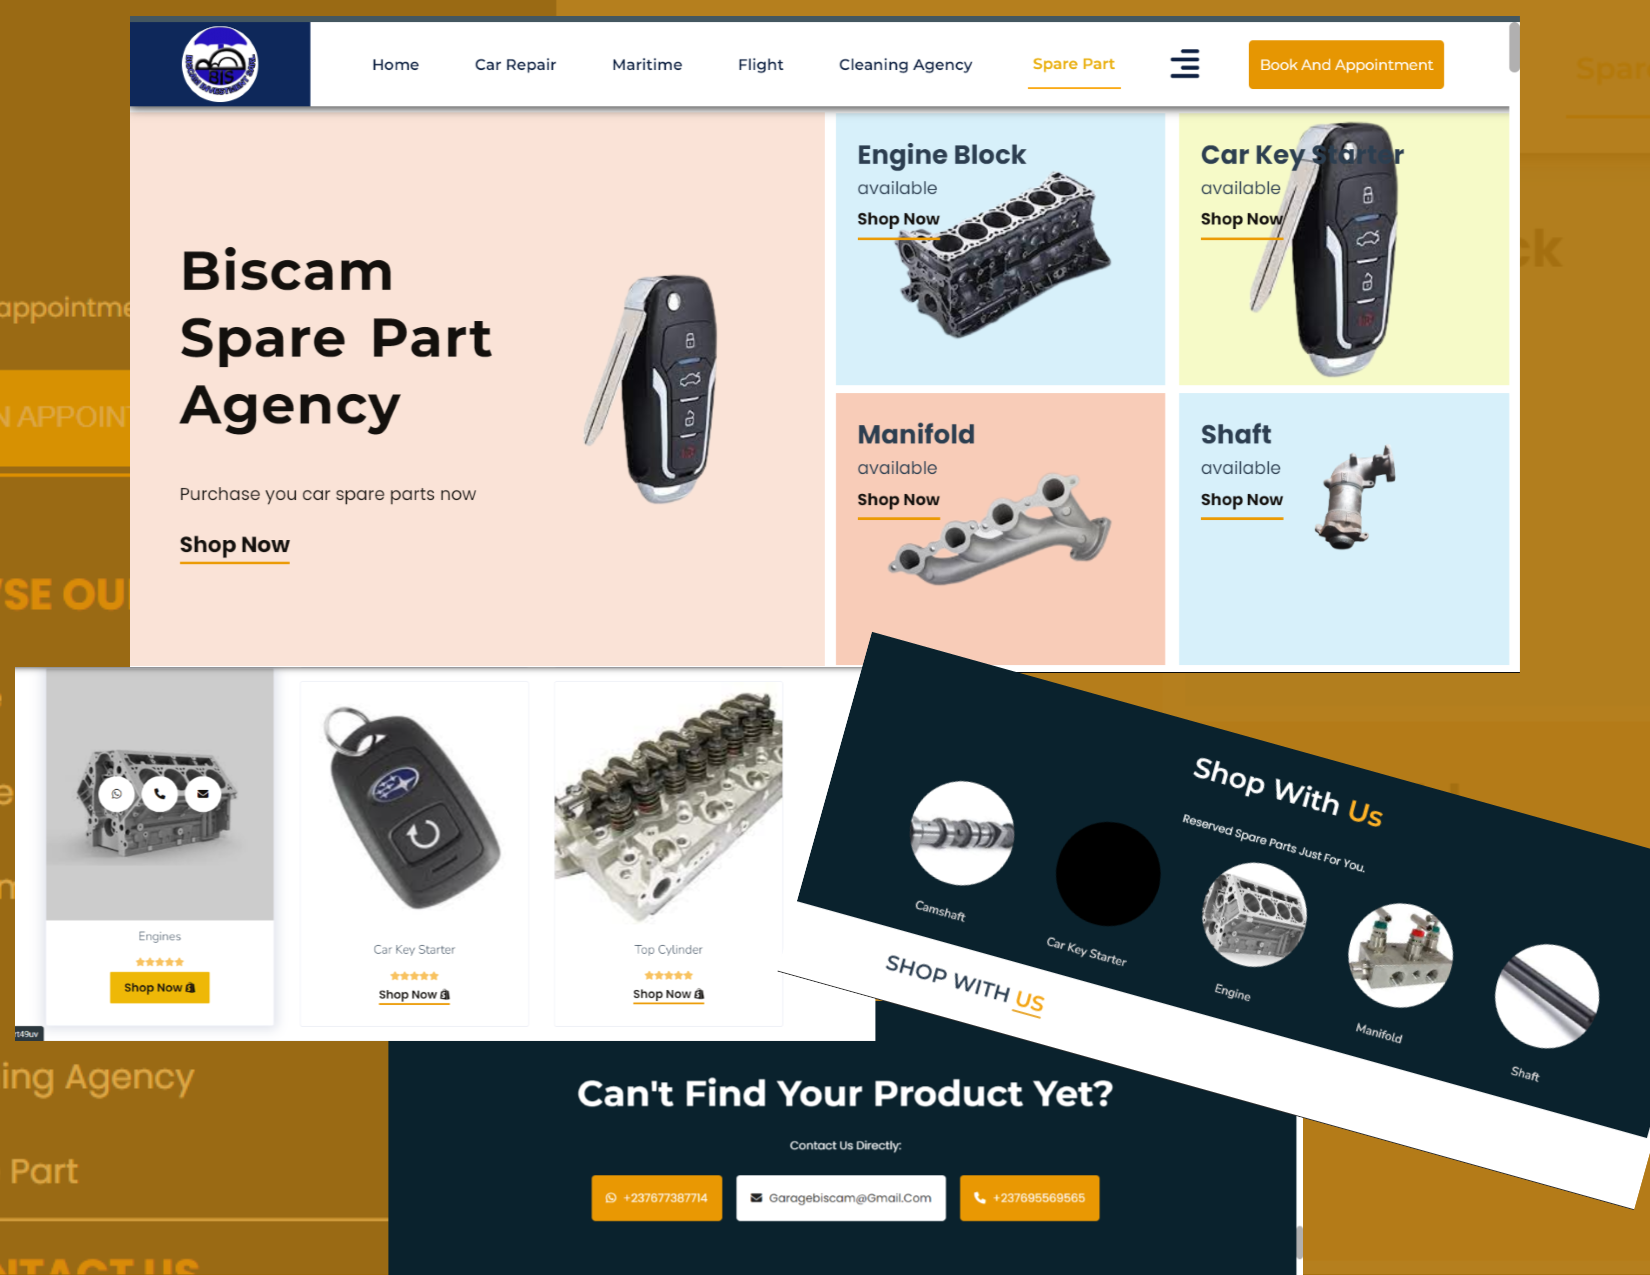 Home
Car Repair
Maritime
Flight
Cleaning Agency
Spare Part
Book And Appointment
BIS
Biscam
Spare Part
Agency
Purchase you car spare parts now
Shop Now
Engine Block
available
Shop Now
Car Key Starter
available
Shop Now
Manifold
available
Shop Now
Shaft
available
Shop Now
Engines
Shop Now
Car Key Starter
Shop Now
Top Cylinder
Shop Now
rt49uv
Shop With Us
Reserved Spare Parts Just For You.
Camshaft
Car Key Starter
Engine
Manifold
Shaft
SHOP WITH US
Can't Find Your Product Yet?
Contact Us Directly:
+237677387714
Garagebiscam@Gmail.Com
+237695569565
appointme
N APPOINT
SE OU
ing Agency
Part
NTACT US
Spar
ck